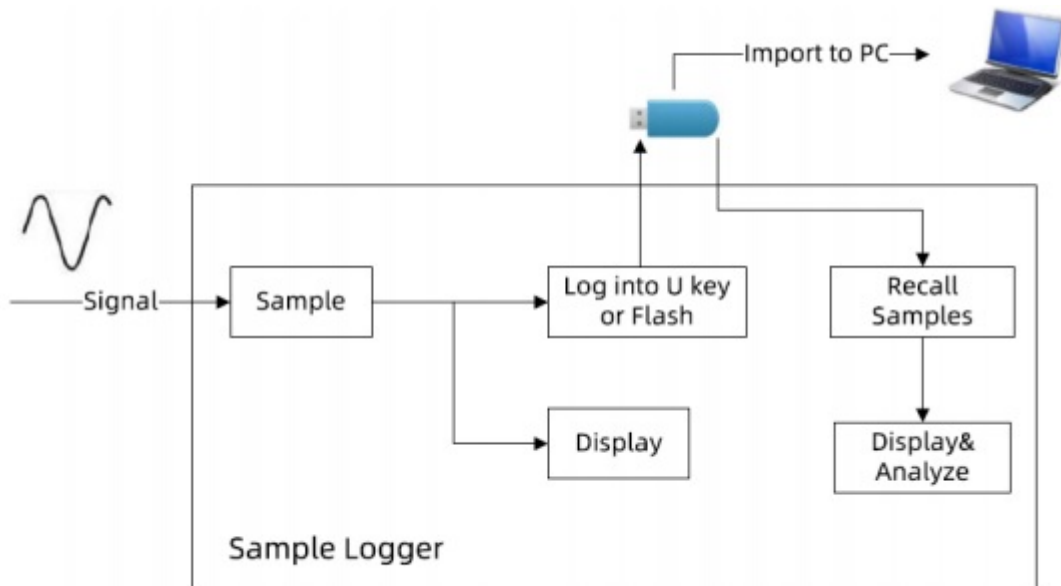 Import to PC
Signal
Sample
Log into U key
or Flash
Recall
Samples
Display
Display&
Analyze
Sample Logger